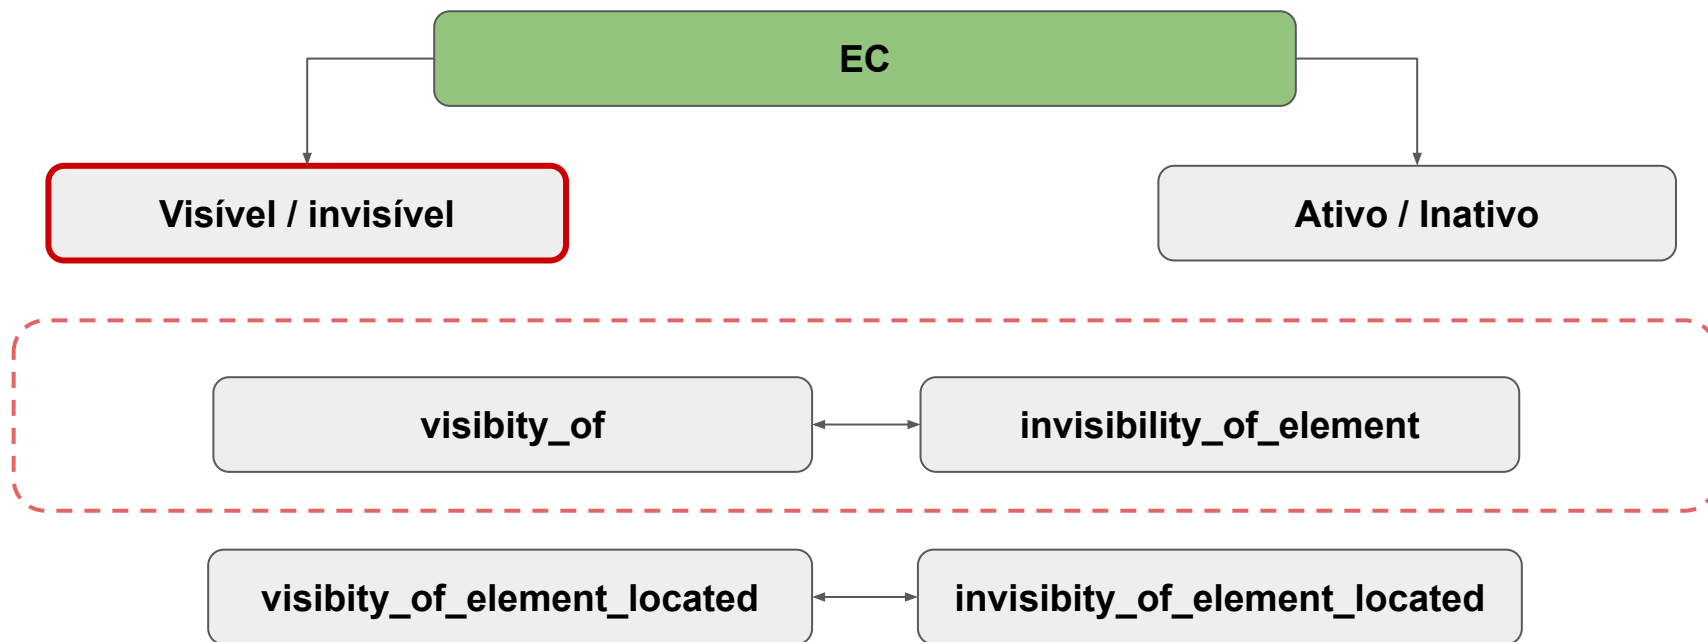 EC
Visível / invisível
Ativo / Inativo
visibity_of
invisibility_of_element
visibity_of_element_located
invisibity_of_element_located